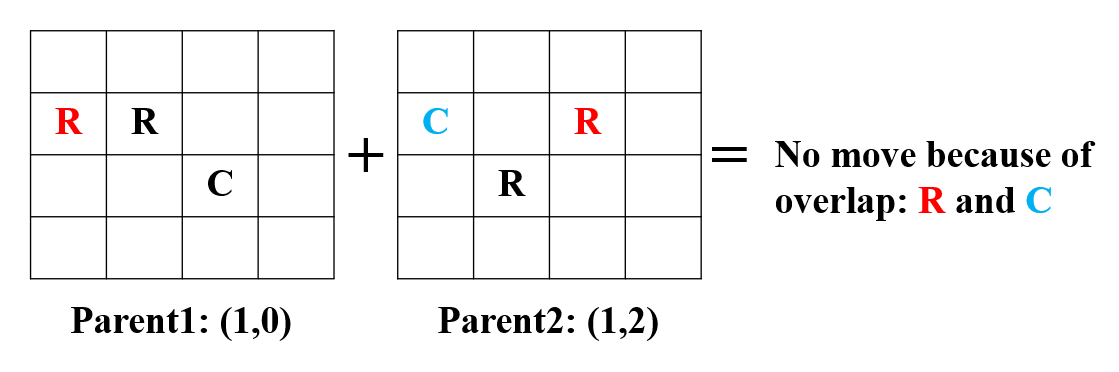 R R C R
+ =
C R
No move because of
overlap: R and C
Parent1: (1,0) Parent2: (1,2)